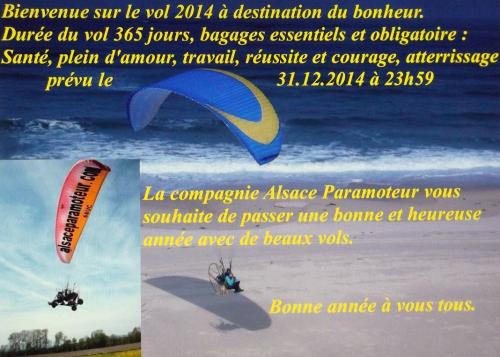 Bienvenue sur le vol 2014 à destination du bonheur.
Durée du vol 365 jours, bagages essentiels et obligatoire :
Santé, plein d'amour, travail, réussite et courage, atterrissage
prévu le 31.12.2014 à 23h59
alsaceparamoteur.com
La compagnie Alsace Paramoteur vous
souhaite de passer une bonne et heureuse
année avec de beaux vols.
Bonne année à vous tous.